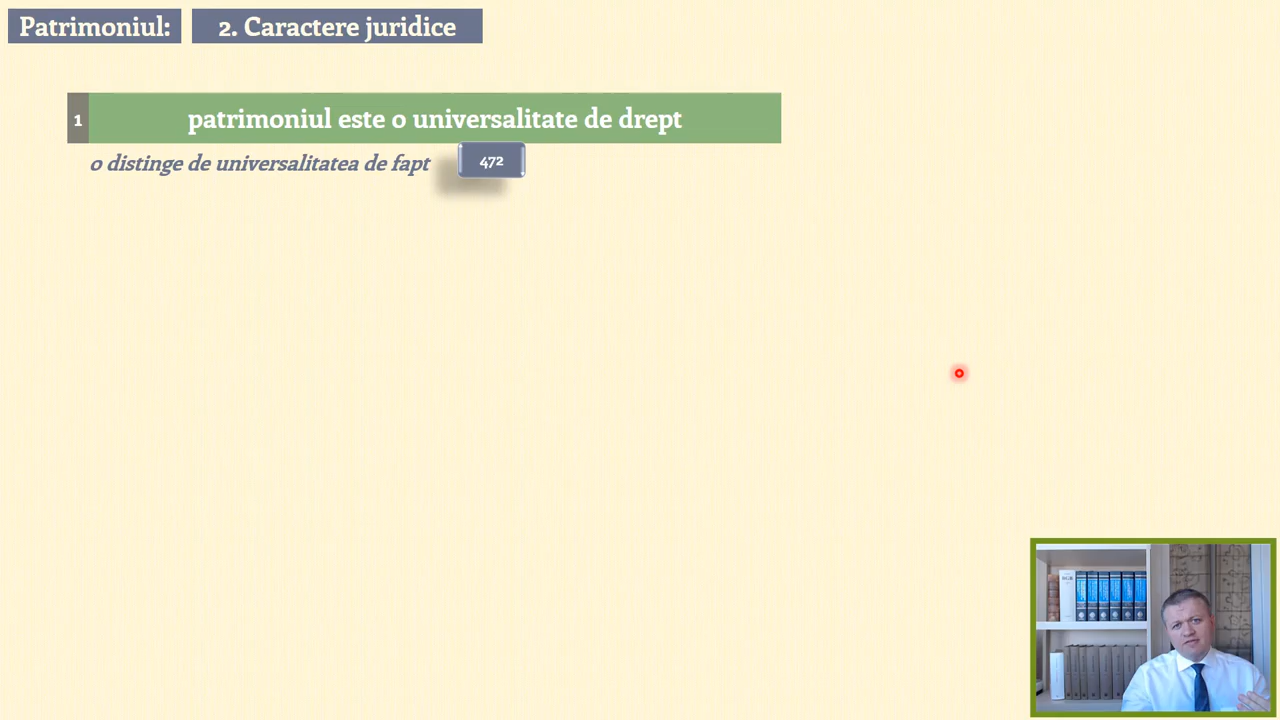 Patrimoniul: 2. Caractere juridice
1 patrimoniul este o universalitate de drept
o distinge de universalitatea de fapt 472